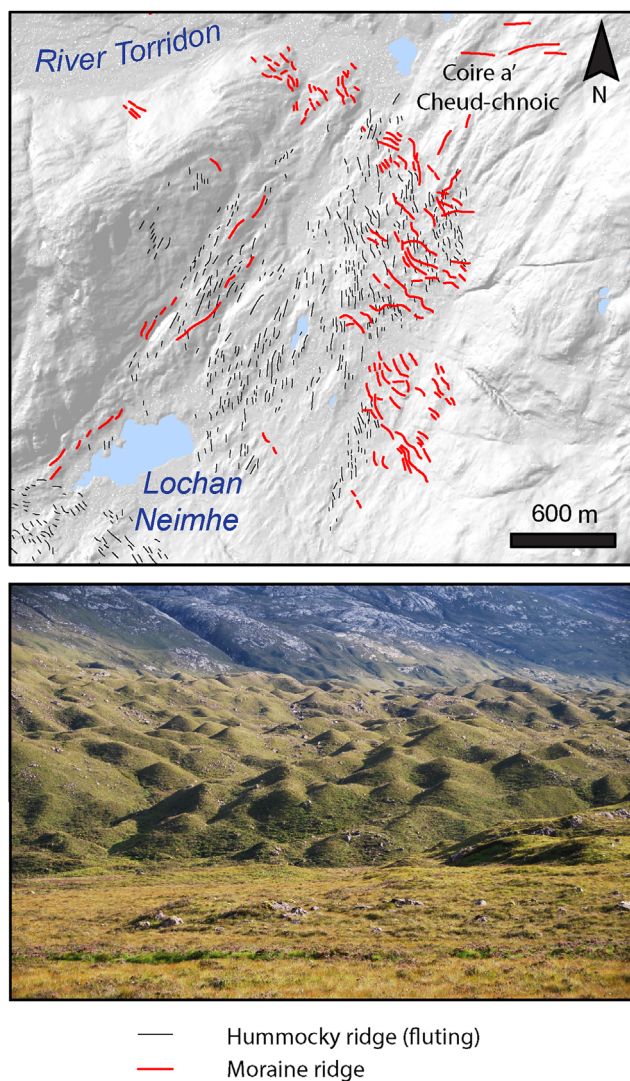 River Torridon
Coire a'
Cheud-chnoic
N
Lochan
Neimhe
600 m
Hummocky ridge (fluting)
Moraine ridge